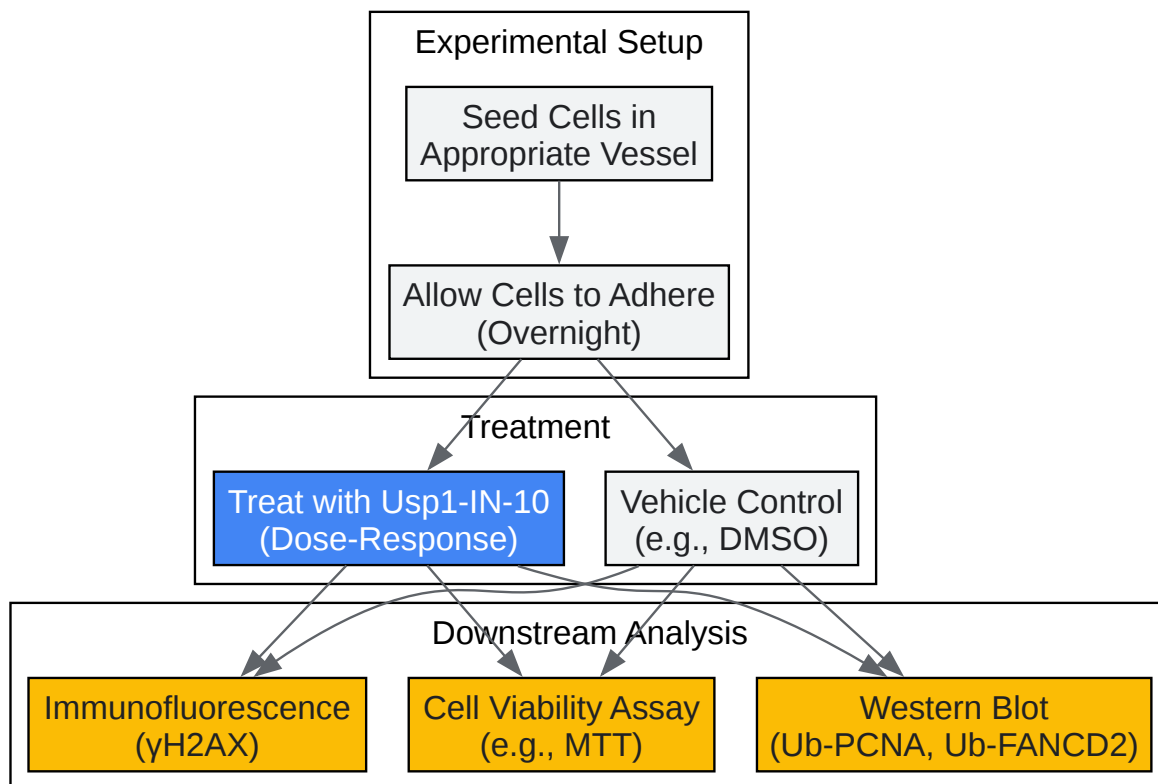 Experimental Setup
Seed Cells in
Appropriate Vessel
Allow Cells to Adhere
(Overnight)
Treatment
Treat with Usp1-IN-10
(Dose-Response)
Vehicle Control
(e.g., DMSO)
Downstream Analysis
Immunofluorescence
(γH2AX)
Cell Viability Assay
(e.g., MTT)
Western Blot
(Ub-PCNA, Ub-FANCD2)